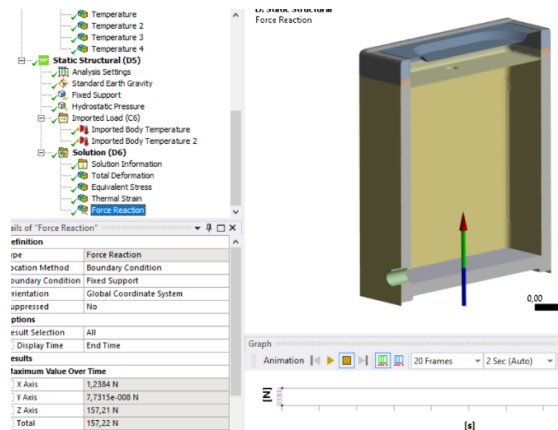 Temperature
Temperature 2
Temperature 3
Temperature 4
Static Structural (D5)
Analysis Settings
Standard Earth Gravity
Fixed Support
Hydrostatic Pressure
Imported Load (C6)
Imported Body Temperature
Imported Body Temperature 2
Solution (D6)
Solution Information
Total Deformation
Equivalent Stress
Thermal Strain
Force Reaction
ails of "Force Reaction"
Definition
ype Force Reaction
ocation Method Boundary Condition
oundary Condition Fixed Support
rientation Global Coordinate System
uppressed No
Options
esult Selection All
Display Time End Time
Results
Maximum Value Over Time
X Axis 1,2384 N
Y Axis 7,7315e-008 N
Z Axis 157,21 N
Total 157,22 N
D: Static Structural
Force Reaction
0,00
Graph
Animation 20 Frames 2 Sec (Auto)
[N]
[s]